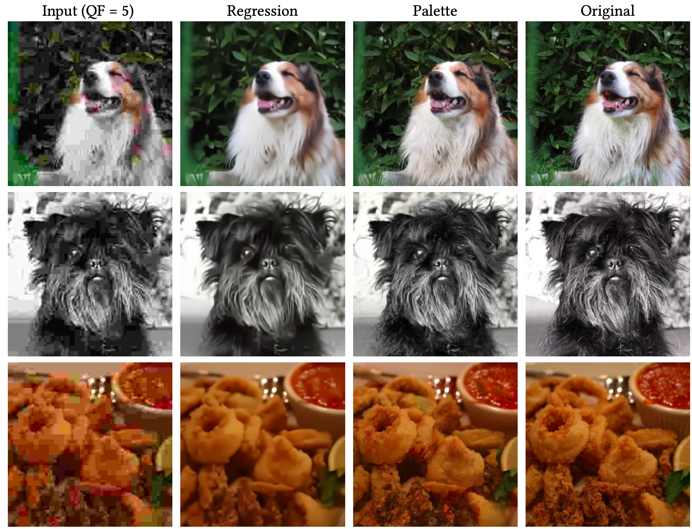 Input (QF = 5) Regression Palette Original